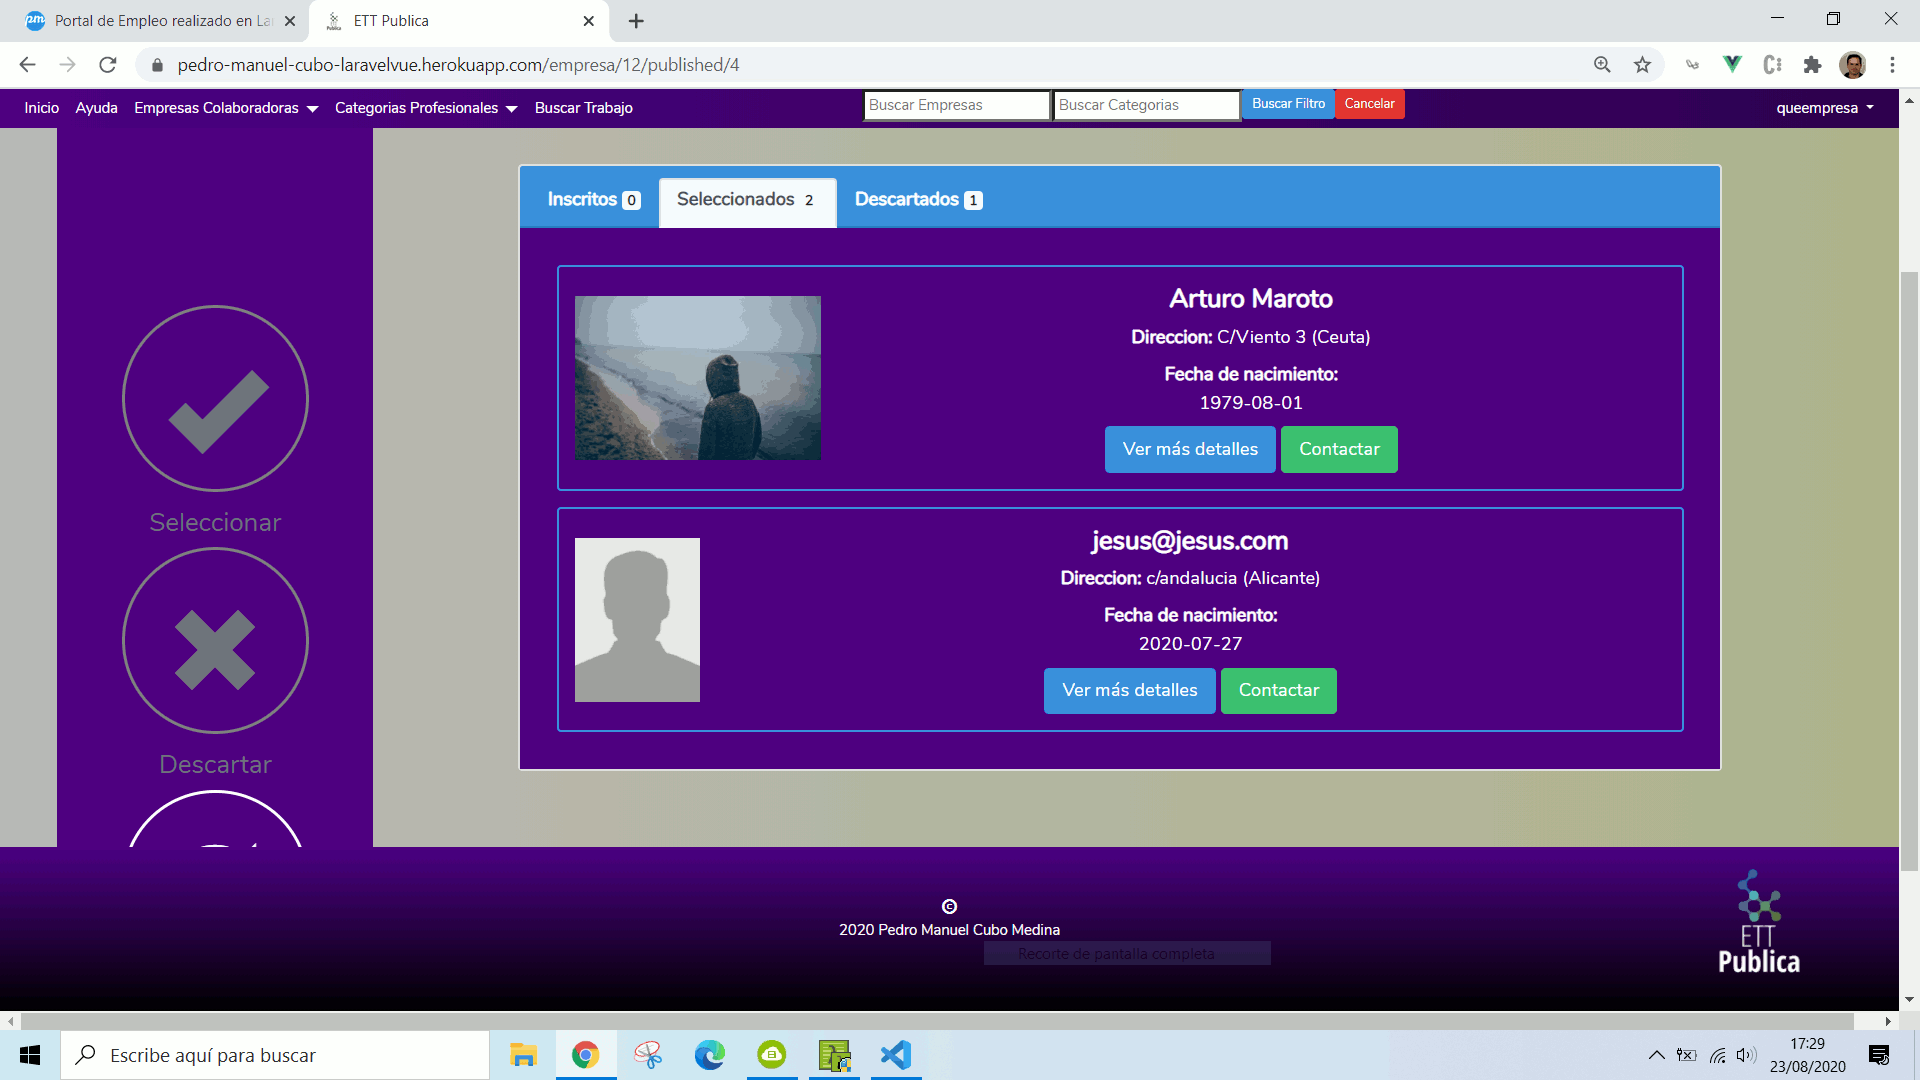 Portal de Empleo realizado en La
ETT Publica
pedro-manuel-cubo-laravelvue.herokuapp.com/empresa/12/published/4
Inicio
Ayuda
Empresas Colaboradoras
Categorias Profesionales
Buscar Trabajo
Buscar Empresas
Buscar Categorias
Buscar Filtro
Cancelar
queempresa
Inscritos 0
Seleccionados 2
Descartados 1
Arturo Maroto
Direccion: C/Viento 3 (Ceuta)
Fecha de nacimiento:
1979-08-01
Ver más detalles
Contactar
Seleccionar
jesus@jesus.com
Direccion: c/andalucia (Alicante)
Fecha de nacimiento:
2020-07-27
Ver más detalles
Contactar
Descartar
©
2020 Pedro Manuel Cubo Medina
Recorte de pantalla completa
ETT
Publica
Escribe aquí para buscar
17:29
23/08/2020